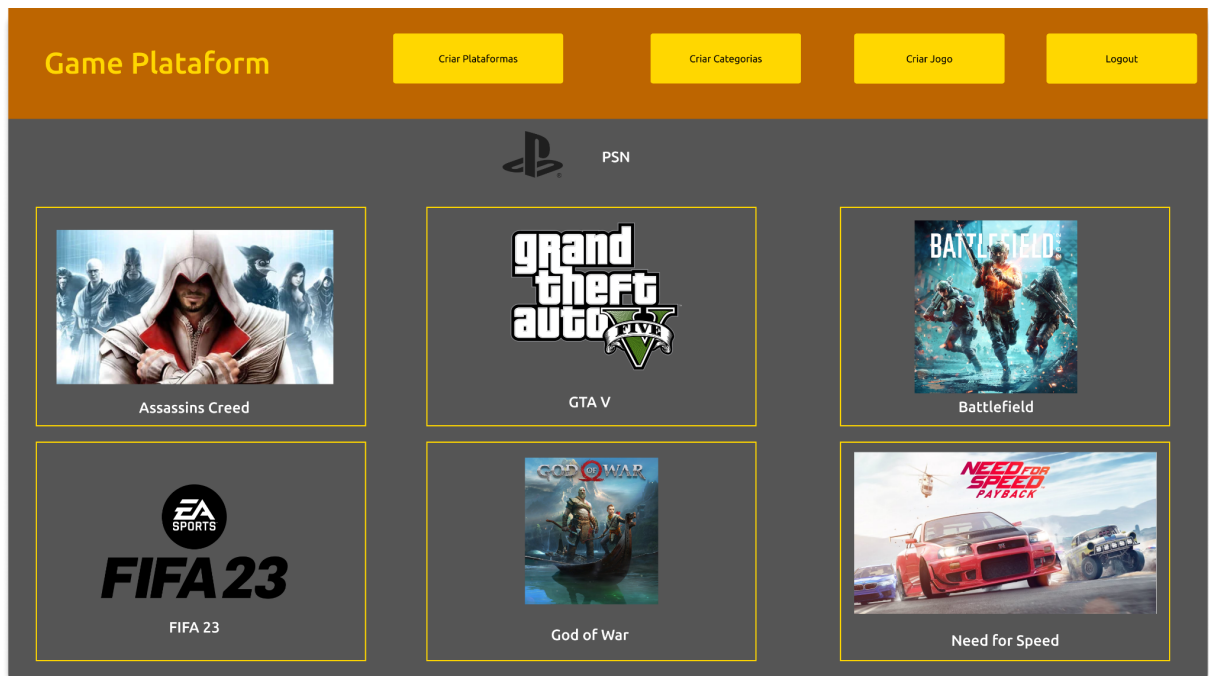 Game Plataform
Criar Plataformas
Criar Categorias
Criar Jogo
Logout
PSN
grand
theft
auto
FIVE
Assassins Creed
GTA V
BATTLEFIELD
Battlefield
EA
SPORTS
FIFA 23
FIFA 23
GOD OF WAR
God of War
NEED FOR
SPEED
PAYBACK
Need for Speed